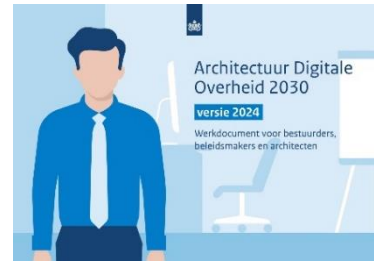 Architectuur Digitale
Overheid 2030
versie 2024
Werkdocument voor bestuurders,
beleidsmakers en architecten